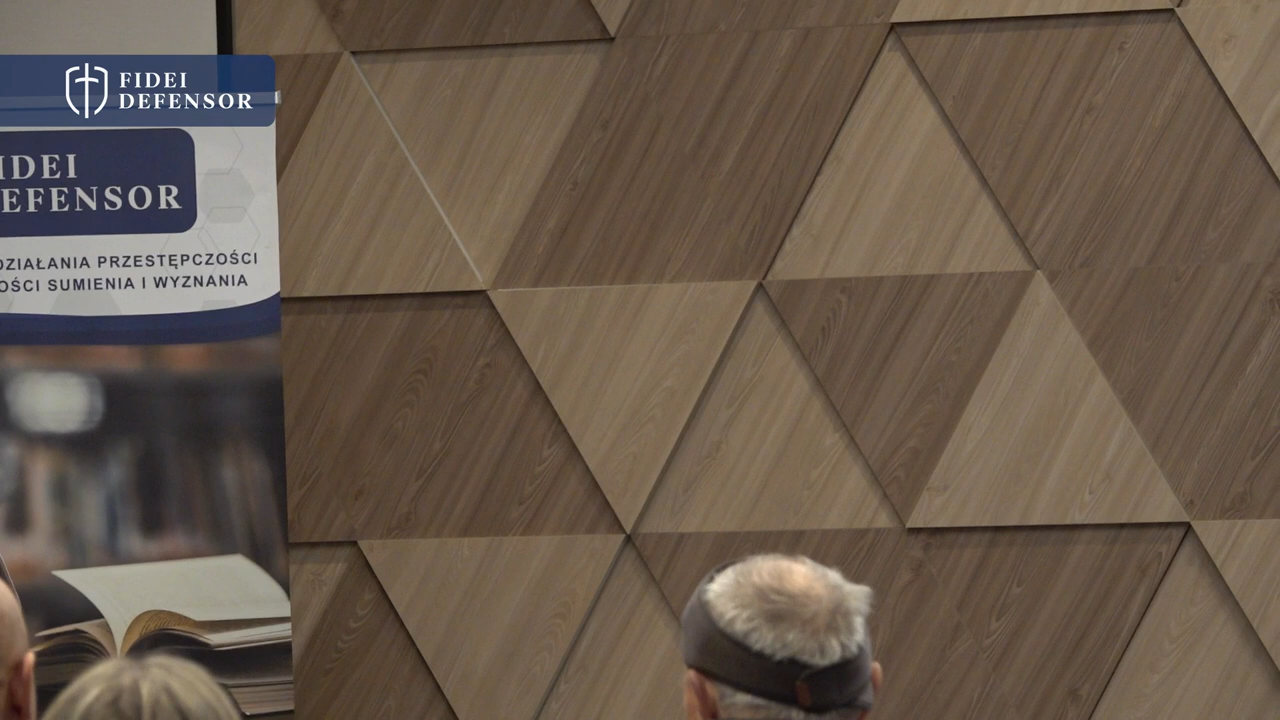 FIDEI
DEFENSOR
IDEI
EFENSOR
DZIAŁANIA PRZESTĘPCZOŚCI
OŚCI SUMIENIA I WYZNANIA